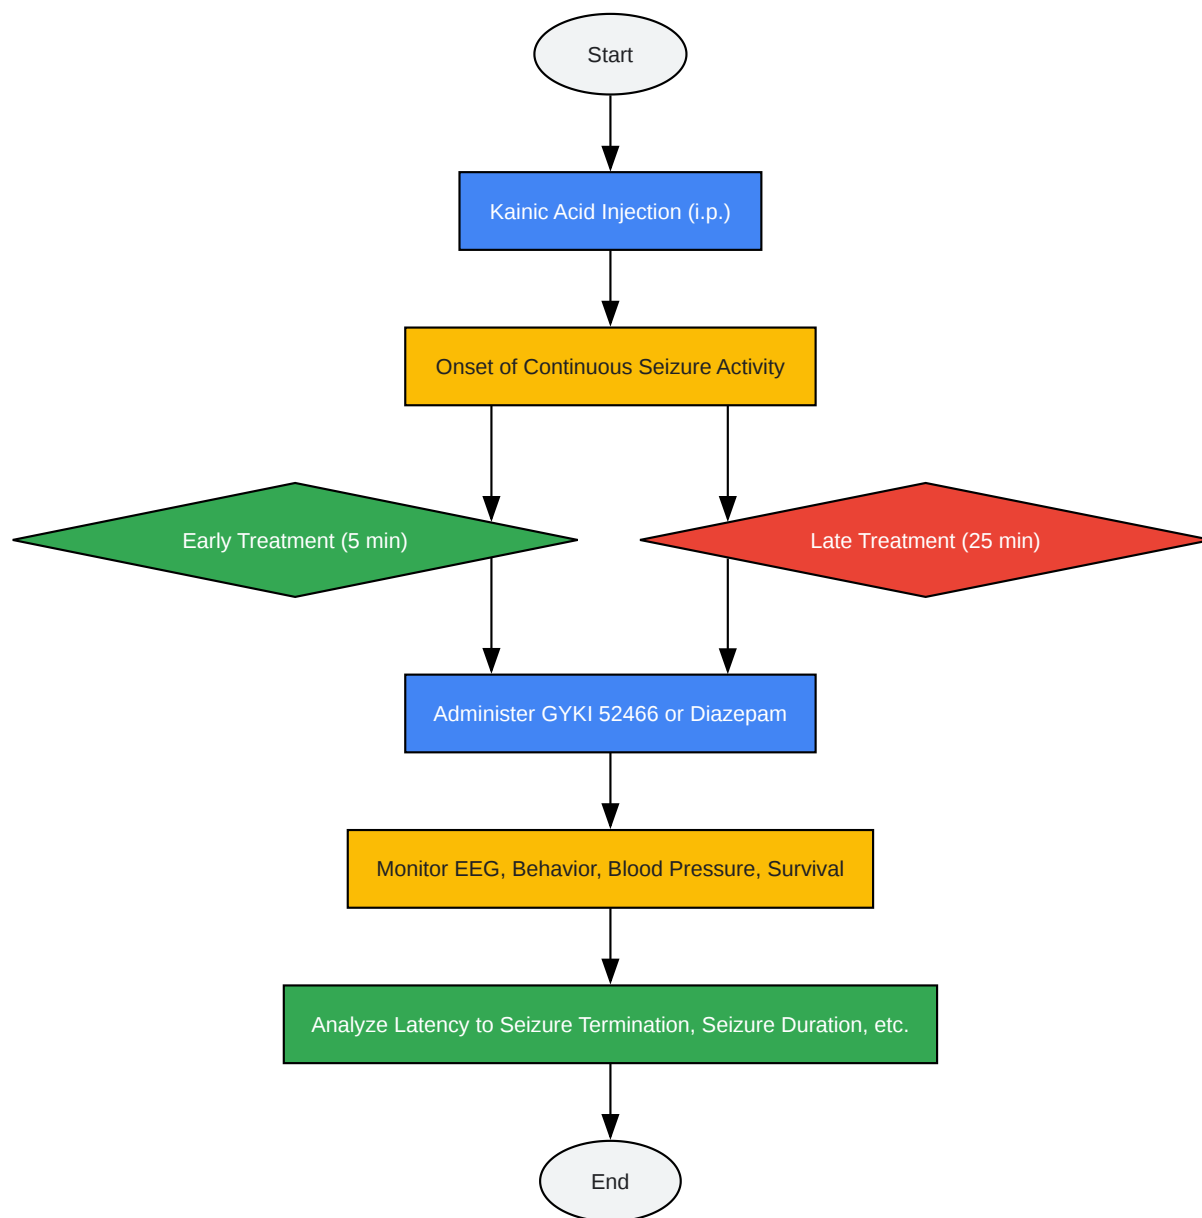 Start
Kainic Acid Injection (i.p.)
Onset of Continuous Seizure Activity
Early Treatment (5 min)
Late Treatment (25 min)
Administer GYKI 52466 or Diazepam
Monitor EEG, Behavior, Blood Pressure, Survival
Analyze Latency to Seizure Termination, Seizure Duration, etc.
End